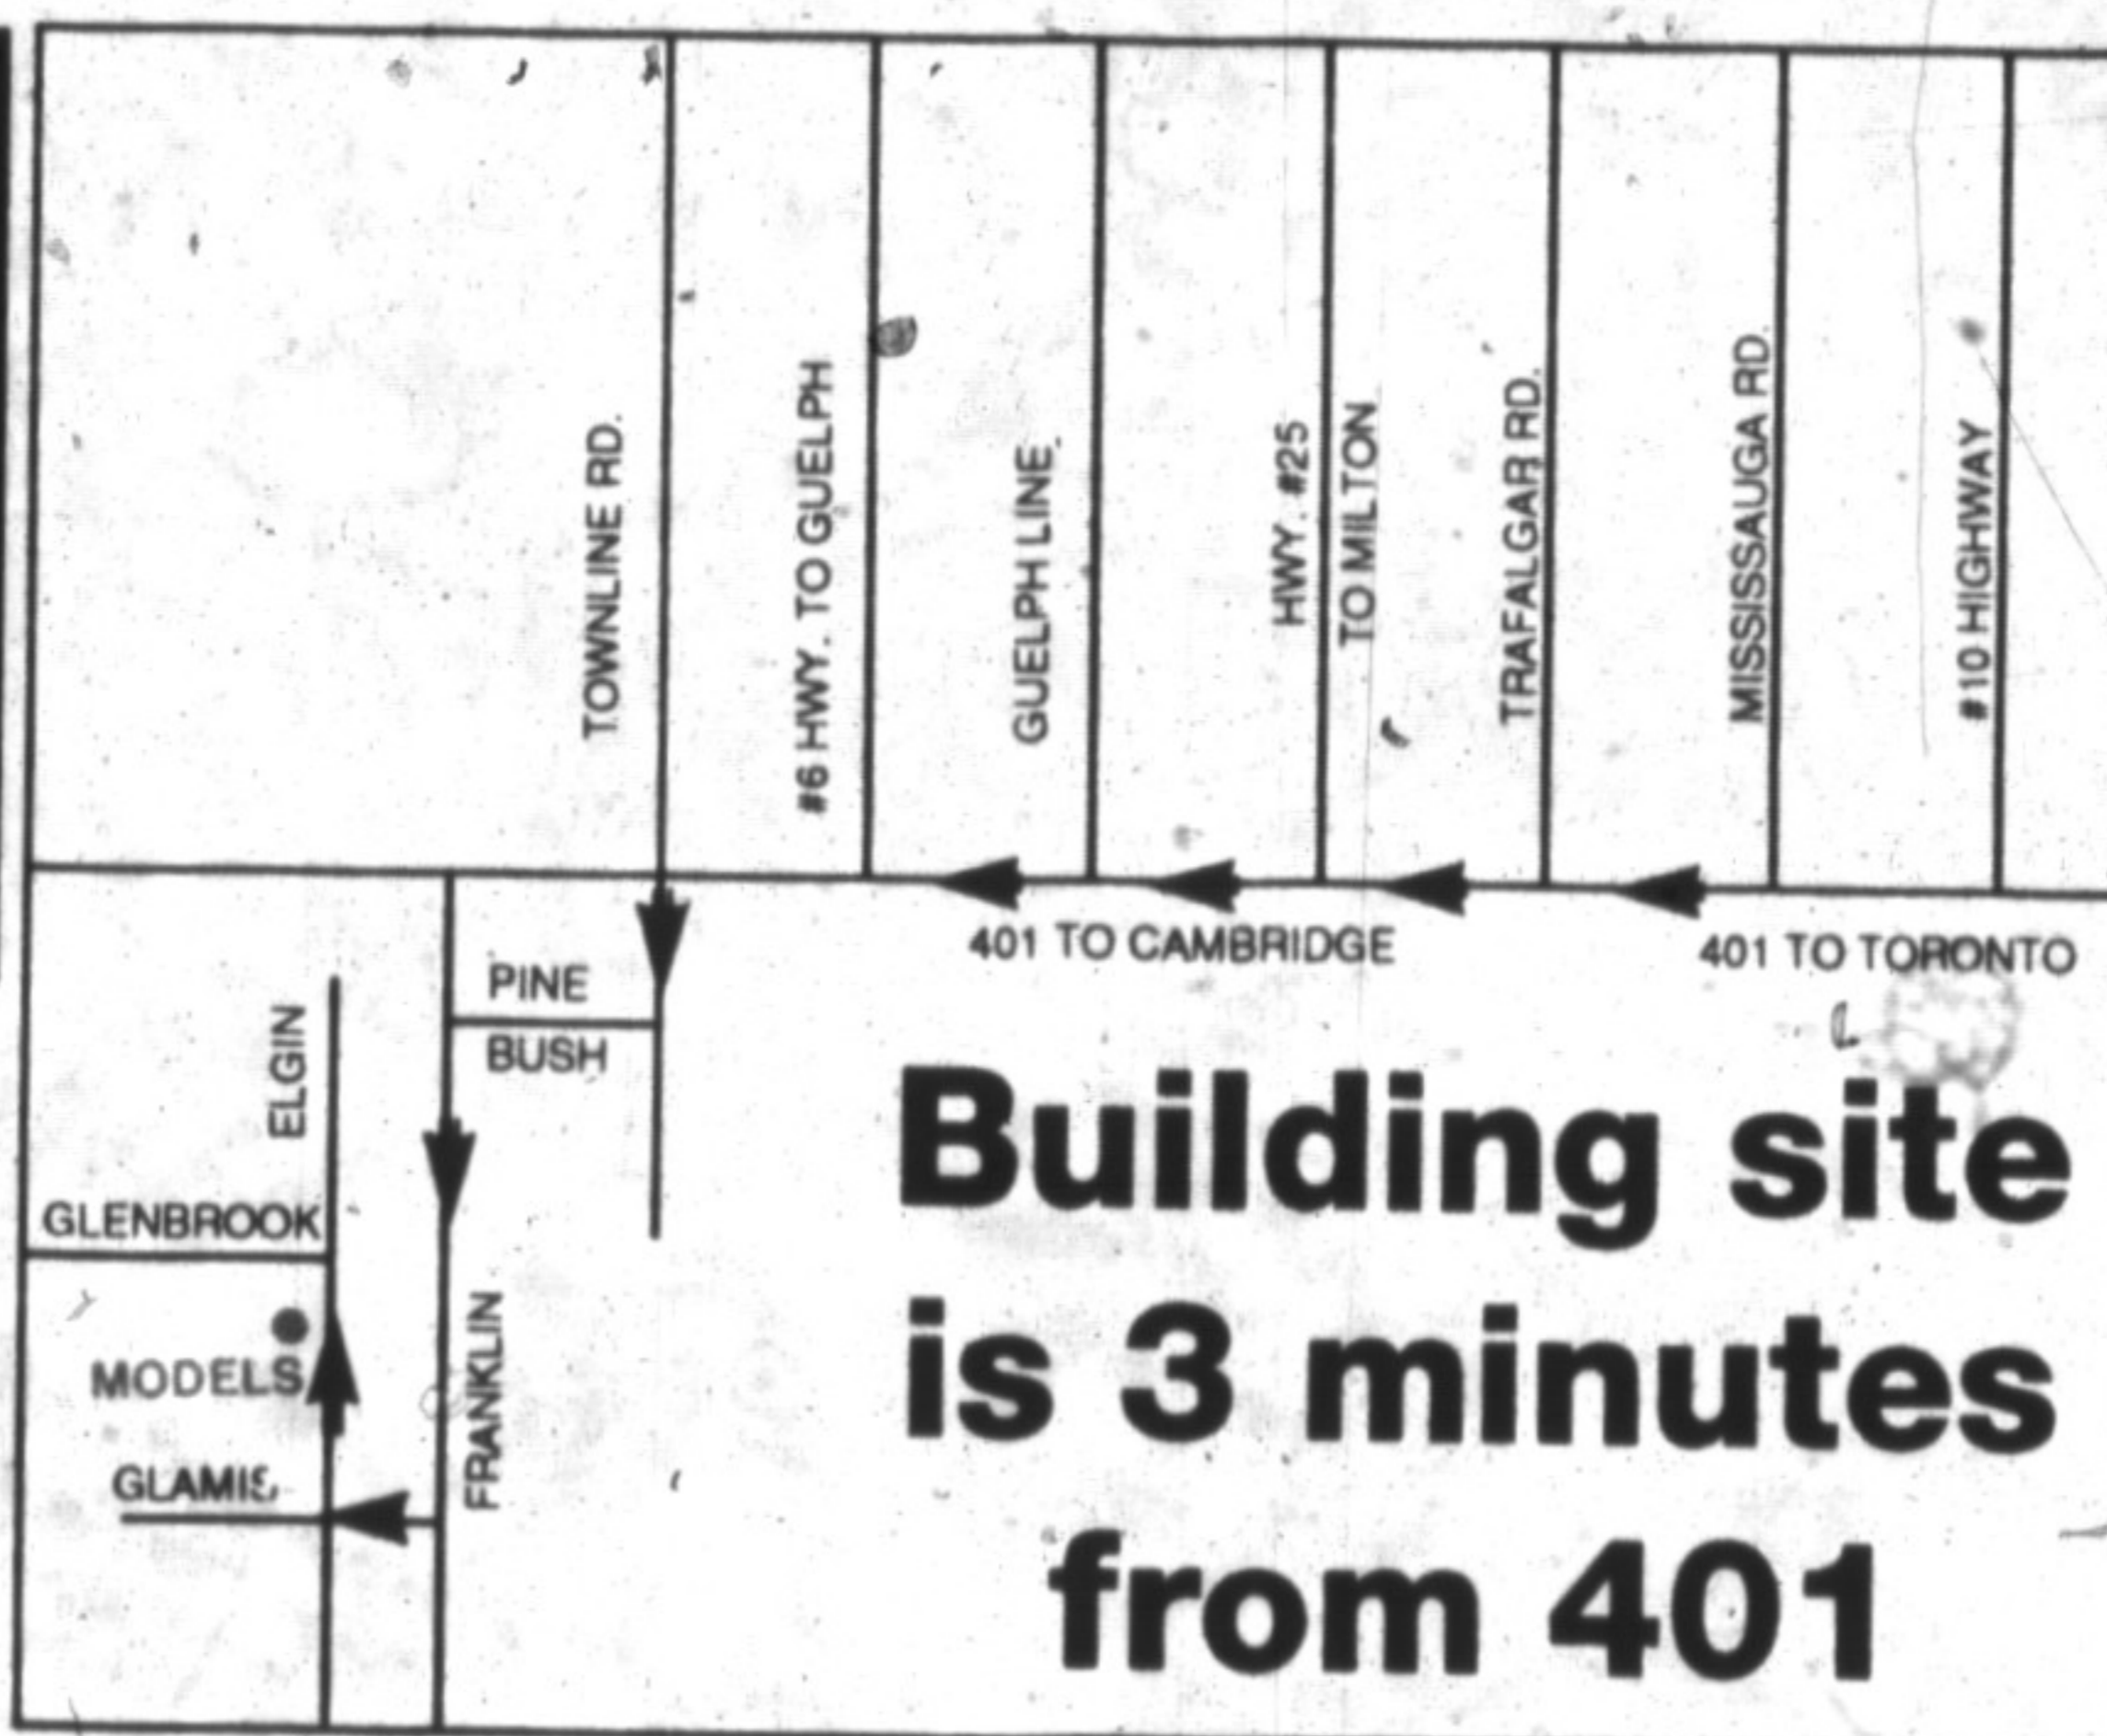 TOWNLINE RD.
#6 HWY. TO GUELPH
GUELPH LINE
HWY. #25
TO MILTON
TRAFALGAR RD.
MISSISSAUGA RD.
#10 HIGHWAY
401 TO CAMBRIDGE
401 TO TORONTO
PINE
BUSH
ELGIN
GLENBROOK
MODELS
FRANKLIN
GLAMIS
Building site
is 3 minutes
from 401